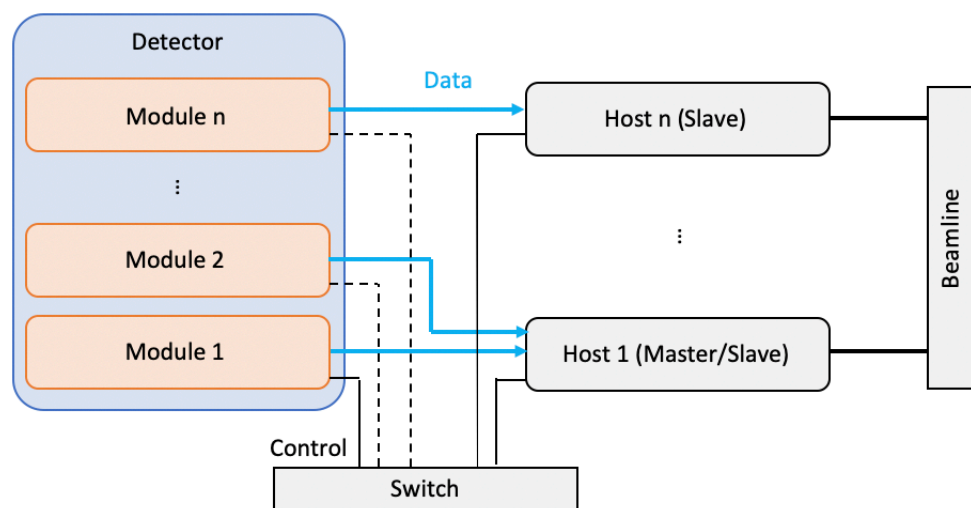 Detector
Data
Module n
Host n (Slave)
...
...
Module 2
Beamline
Module 1
Host 1 (Master/Slave)
Control
Switch